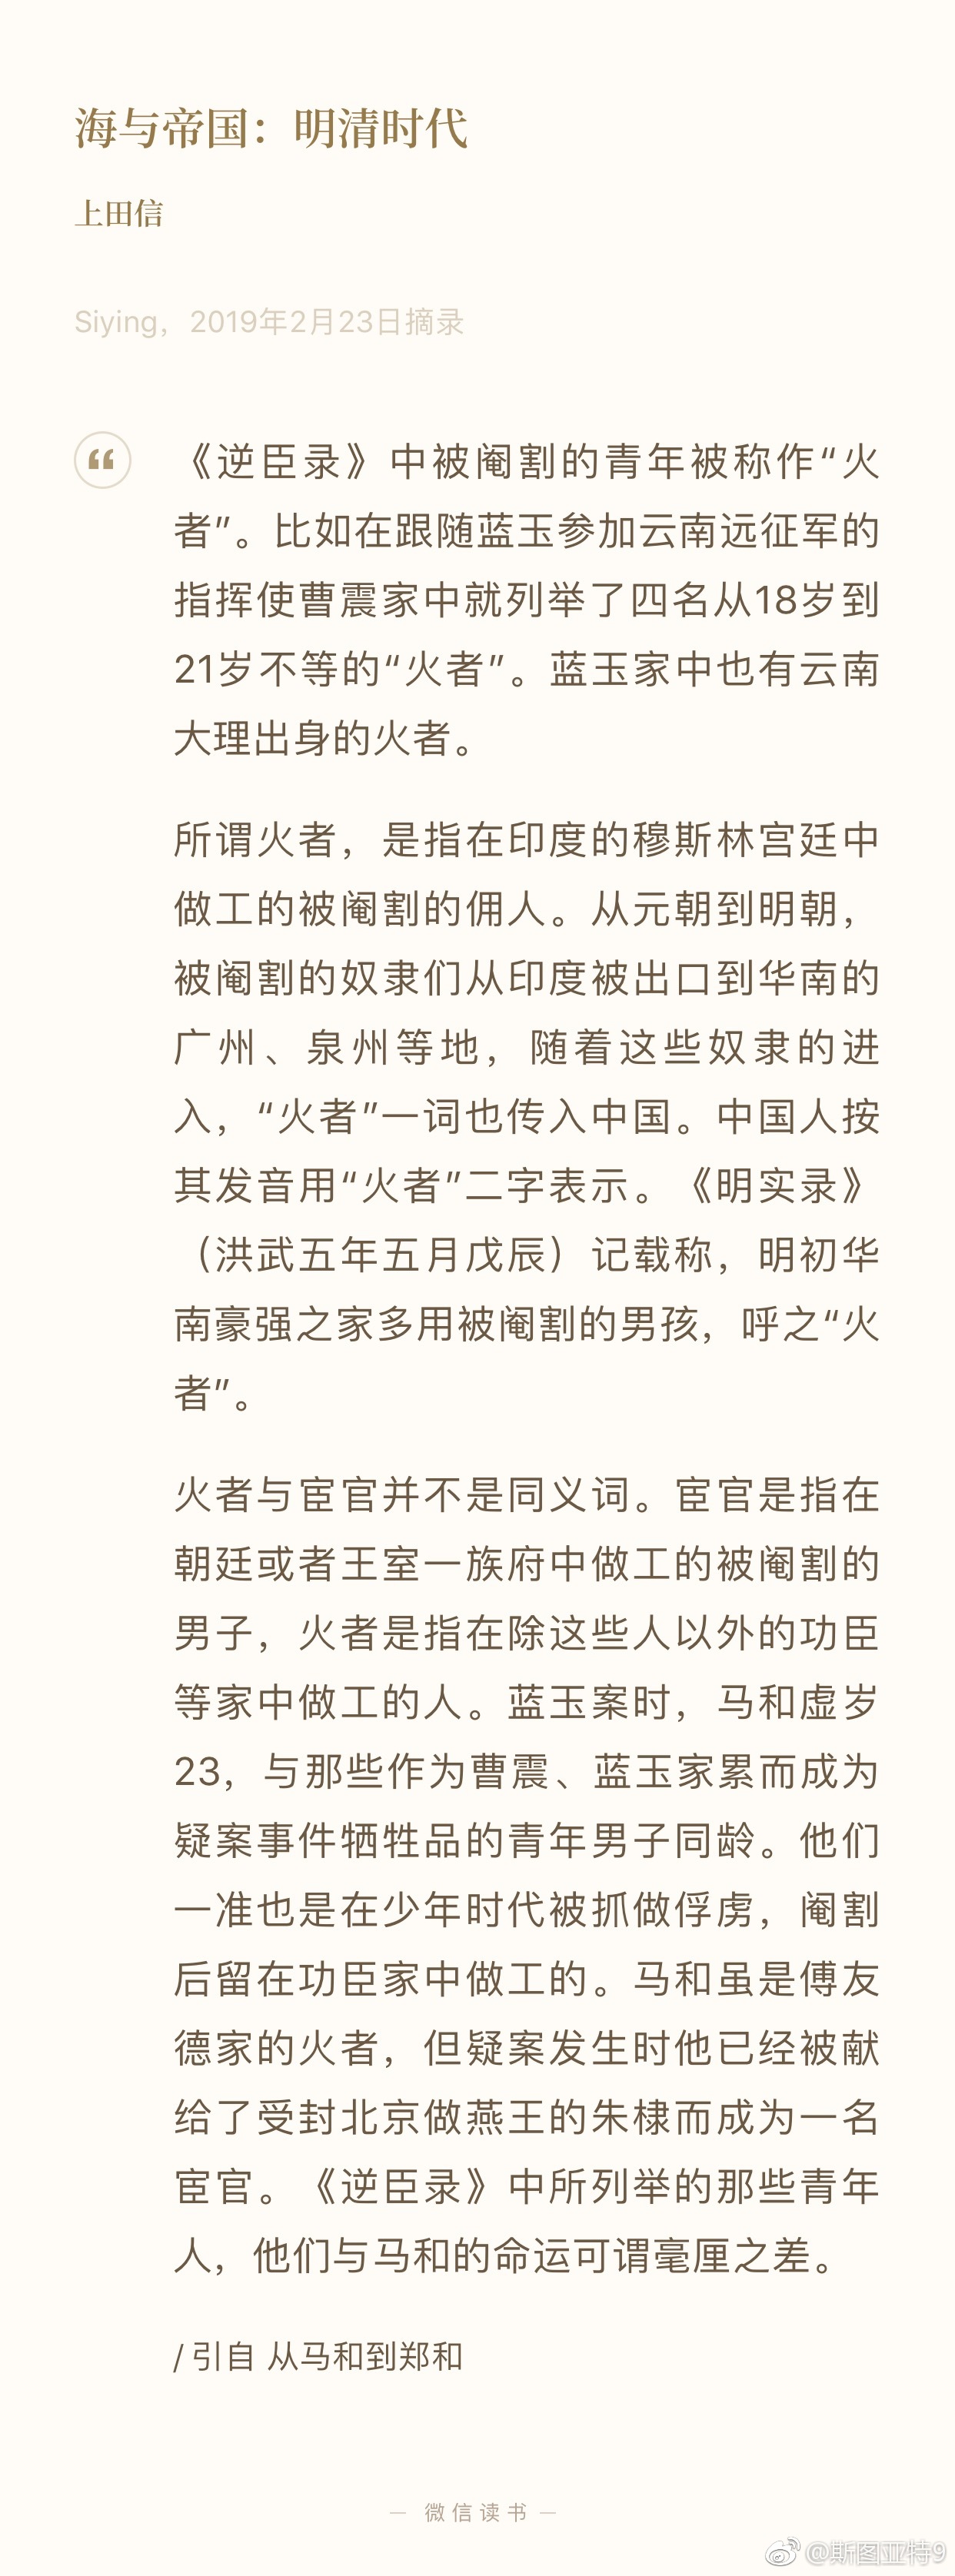 海与帝国：明清时代
上田信
Siying，2019年2月23日摘录
《逆臣录》中被阉割的青年被称作“火
者”。比如在跟随蓝玉参加云南远征军的
指挥使曹震家中就列举了四名从18岁到
21岁不等的“火者”。蓝玉家中也有云南
大理出身的火者。
所谓火者，是指在印度的穆斯林宫廷中
做工的被阉割的佣人。从元朝到明朝，
被阉割的奴隶们从印度被出口到华南的
广州、泉州等地，随着这些奴隶的进
入，“火者”一词也传入中国。中国人按
其发音用“火者”二字表示。《明实录》
（洪武五年五月戊辰）记载称，明初华
南豪强之家多用被阉割的男孩，呼之“火
者”。
火者与宦官并不是同义词。宦官是指在
朝廷或者王室一族府中做工的被阉割的
男子，火者是指在除这些人以外的功臣
等家中做工的人。蓝玉案时，马和虚岁
23，与那些作为曹震、蓝玉家累而成为
疑案事件牺牲品的青年男子同龄。他们
一准也是在少年时代被抓做俘虏，阉割
后留在功臣家中做工的。马和虽是傅友
德家的火者，但疑案发生时他已经被献
给了受封北京做燕王的朱棣而成为一名
宦官。《逆臣录》中所列举的那些青年
人，他们与马和的命运可谓毫厘之差。
/ 引自 从马和到郑和
— 微信读书 —
@斯图亚特9